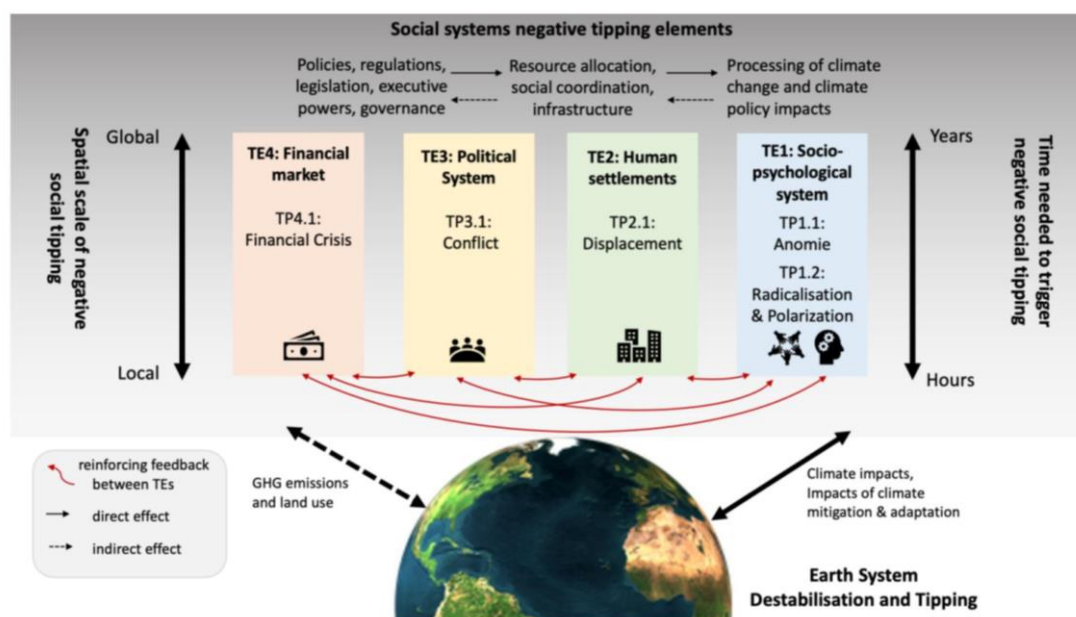 Social systems negative tipping elements
Policies, regulations,
legislation, executive
powers, governance
Resource allocation,
social coordination,
infrastructure
Processing of climate
change and climate
policy impacts
Spatial scale of negative
social tipping
Global
Local
TE4: Financial
market
TP4.1:
Financial Crisis
TE3: Political
System
TP3.1:
Conflict
TE2: Human
settlements
TP2.1:
Displacement
TE1: Socio-
psychological
system
TP1.1:
Anomie
TP1.2:
Radicalisation
& Polarization
Years
Hours
Time needed to trigger
negative social tipping
reinforcing feedback
between TEs
direct effect
indirect effect
GHG emissions
and land use
Climate impacts,
Impacts of climate
mitigation & adaptation
Earth System
Destabilisation and Tipping